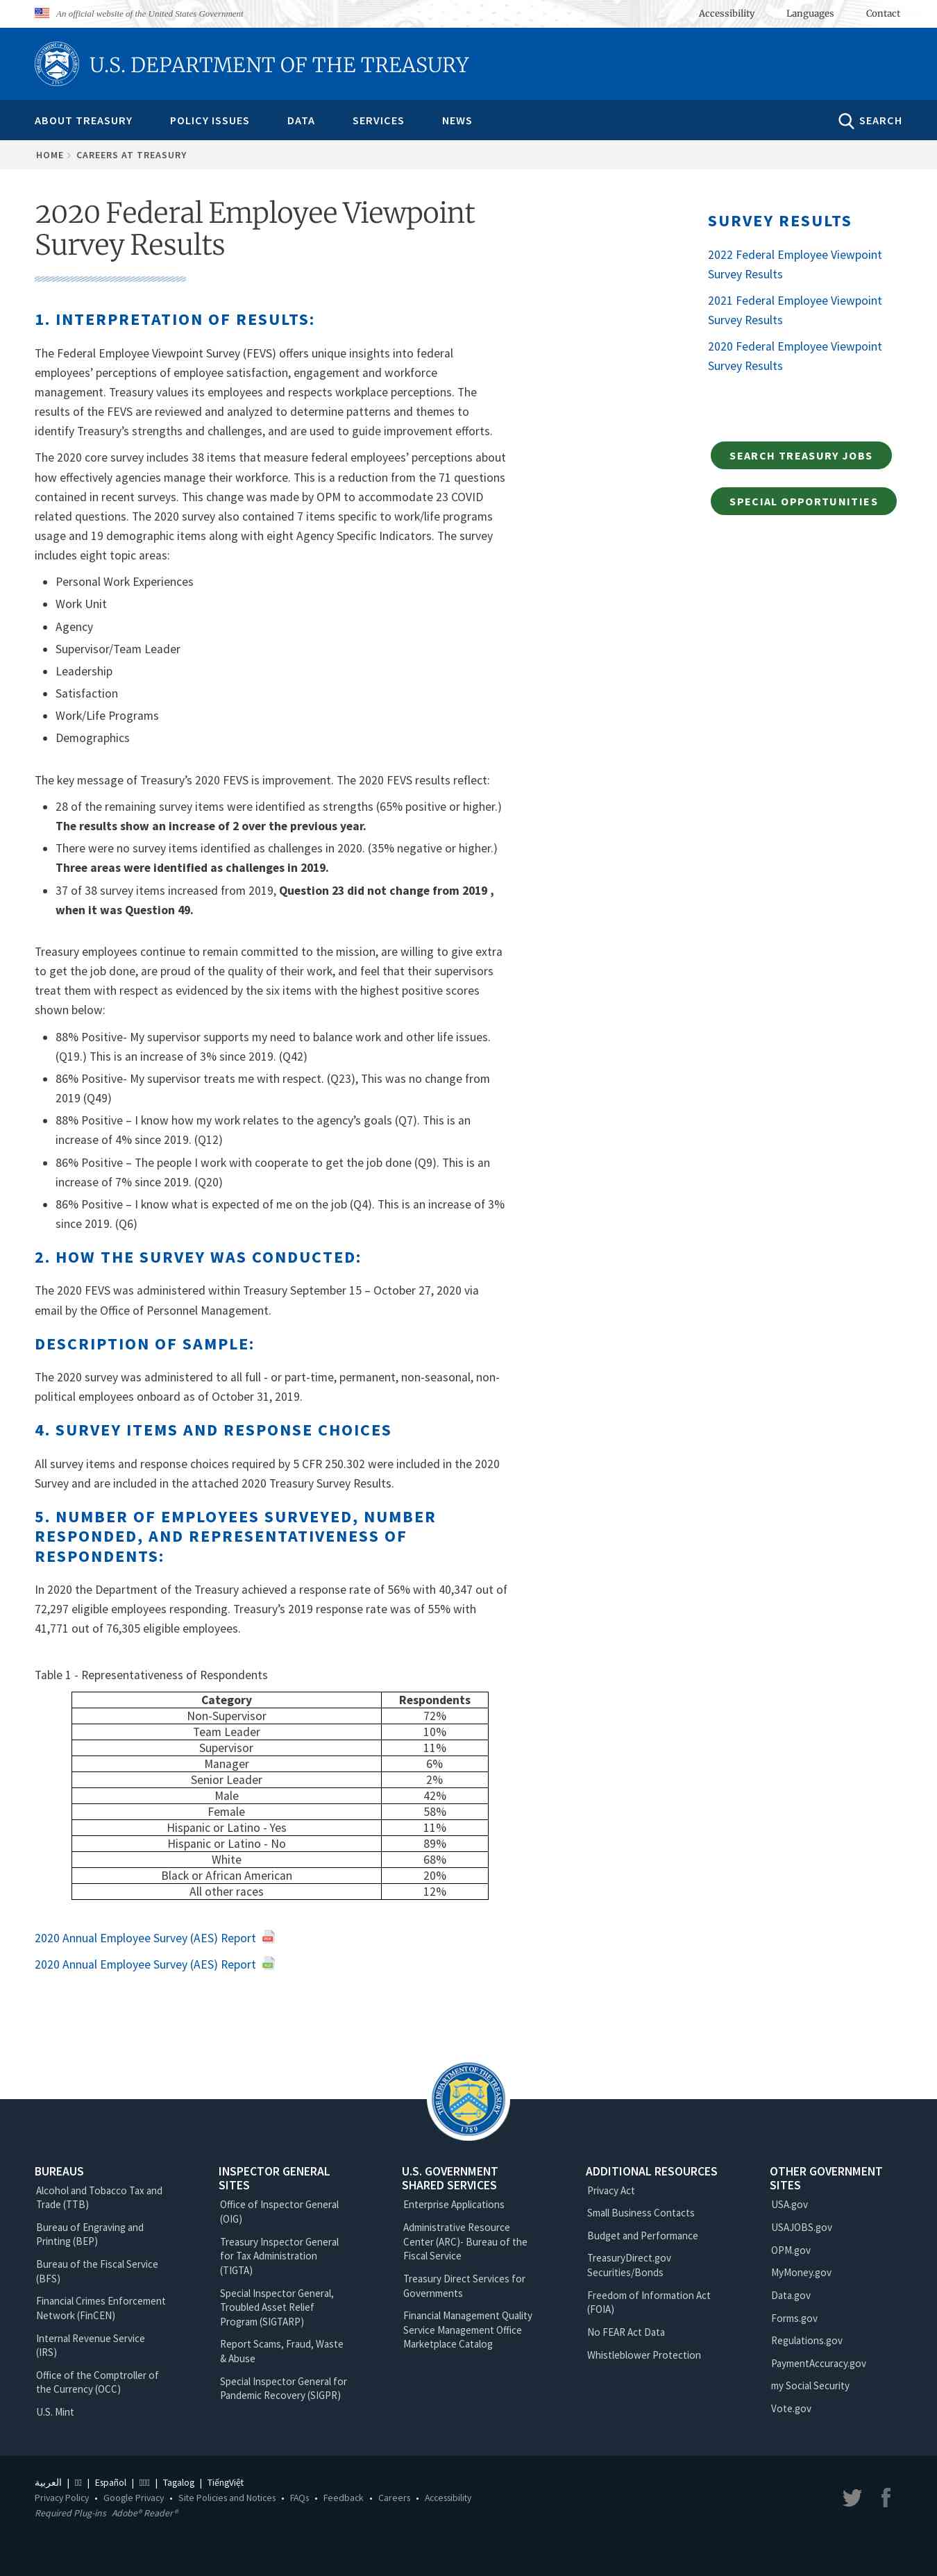 An official website of the United States Government
Accessibility Languages Contact
U.S. DEPARTMENT OF THE TREASURY
ABOUT TREASURY POLICY ISSUES DATA SERVICES NEWS SEARCH
HOME CAREERS AT TREASURY
2020 Federal Employee Viewpoint
Survey Results
1. INTERPRETATION OF RESULTS:
The Federal Employee Viewpoint Survey (FEVS) offers unique insights into federal
employees’ perceptions of employee satisfaction, engagement and workforce
management. Treasury values its employees and respects workplace perceptions. The
results of the FEVS are reviewed and analyzed to determine patterns and themes to
identify Treasury’s strengths and challenges, and are used to guide improvement efforts.
The 2020 core survey includes 38 items that measure federal employees’ perceptions about
how effectively agencies manage their workforce. This is a reduction from the 71 questions
contained in recent surveys. This change was made by OPM to accommodate 23 COVID
related questions. The 2020 survey also contained 7 items specific to work/life programs
usage and 19 demographic items along with eight Agency Specific Indicators. The survey
includes eight topic areas:
• Personal Work Experiences
• Work Unit
• Agency
• Supervisor/Team Leader
• Leadership
• Satisfaction
• Work/Life Programs
• Demographics
The key message of Treasury’s 2020 FEVS is improvement. The 2020 FEVS results reflect:
• 28 of the remaining survey items were identified as strengths (65% positive or higher.)
The results show an increase of 2 over the previous year.
• There were no survey items identified as challenges in 2020. (35% negative or higher.)
Three areas were identified as challenges in 2019.
• 37 of 38 survey items increased from 2019, Question 23 did not change from 2019 ,
when it was Question 49.
Treasury employees continue to remain committed to the mission, are willing to give extra
to get the job done, are proud of the quality of their work, and feel that their supervisors
treat them with respect as evidenced by the six items with the highest positive scores
shown below:
• 88% Positive- My supervisor supports my need to balance work and other life issues.
(Q19.) This is an increase of 3% since 2019. (Q42)
• 86% Positive- My supervisor treats me with respect. (Q23), This was no change from
2019 (Q49)
• 88% Positive – I know how my work relates to the agency’s goals (Q7). This is an
increase of 4% since 2019. (Q12)
• 86% Positive – The people I work with cooperate to get the job done (Q9). This is an
increase of 7% since 2019. (Q20)
• 86% Positive – I know what is expected of me on the job (Q4). This is an increase of 3%
since 2019. (Q6)
2. HOW THE SURVEY WAS CONDUCTED:
The 2020 FEVS was administered within Treasury September 15 – October 27, 2020 via
email by the Office of Personnel Management.
DESCRIPTION OF SAMPLE:
The 2020 survey was administered to all full - or part-time, permanent, non-seasonal, non-
political employees onboard as of October 31, 2019.
4. SURVEY ITEMS AND RESPONSE CHOICES
All survey items and response choices required by 5 CFR 250.302 were included in the 2020
Survey and are included in the attached 2020 Treasury Survey Results.
5. NUMBER OF EMPLOYEES SURVEYED, NUMBER
RESPONDED, AND REPRESENTATIVENESS OF
RESPONDENTS:
In 2020 the Department of the Treasury achieved a response rate of 56% with 40,347 out of
72,297 eligible employees responding. Treasury’s 2019 response rate was of 55% with
41,771 out of 76,305 eligible employees.
Table 1 - Representativeness of Respondents
Category Respondents
Non-Supervisor 72%
Team Leader 10%
Supervisor 11%
Manager 6%
Senior Leader 2%
Male 42%
Female 58%
Hispanic or Latino - Yes 11%
Hispanic or Latino - No 89%
White 68%
Black or African American 20%
All other races 12%
2020 Annual Employee Survey (AES) Report
2020 Annual Employee Survey (AES) Report
SURVEY RESULTS
2022 Federal Employee Viewpoint
Survey Results
2021 Federal Employee Viewpoint
Survey Results
2020 Federal Employee Viewpoint
Survey Results
SEARCH TREASURY JOBS
SPECIAL OPPORTUNITIES
THE DEPARTMENT OF THE TREASURY
1789
BUREAUS
Alcohol and Tobacco Tax and
Trade (TTB)
Bureau of Engraving and
Printing (BEP)
Bureau of the Fiscal Service
(BFS)
Financial Crimes Enforcement
Network (FinCEN)
Internal Revenue Service
(IRS)
Office of the Comptroller of
the Currency (OCC)
U.S. Mint
INSPECTOR GENERAL
SITES
Office of Inspector General
(OIG)
Treasury Inspector General
for Tax Administration
(TIGTA)
Special Inspector General,
Troubled Asset Relief
Program (SIGTARP)
Report Scams, Fraud, Waste
& Abuse
Special Inspector General for
Pandemic Recovery (SIGPR)
U.S. GOVERNMENT
SHARED SERVICES
Enterprise Applications
Administrative Resource
Center (ARC)- Bureau of the
Fiscal Service
Treasury Direct Services for
Governments
Financial Management Quality
Service Management Office
Marketplace Catalog
ADDITIONAL RESOURCES
Privacy Act
Small Business Contacts
Budget and Performance
TreasuryDirect.gov
Securities/Bonds
Freedom of Information Act
(FOIA)
No FEAR Act Data
Whistleblower Protection
OTHER GOVERNMENT
SITES
USA.gov
USAJOBS.gov
OPM.gov
MyMoney.gov
Data.gov
Forms.gov
Regulations.gov
PaymentAccuracy.gov
my Social Security
Vote.gov
العربية | | Español | | Tagalog | TiếngViệt
Privacy Policy • Google Privacy • Site Policies and Notices • FAQs • Feedback • Careers • Accessibility
Required Plug-ins Adobe® Reader®